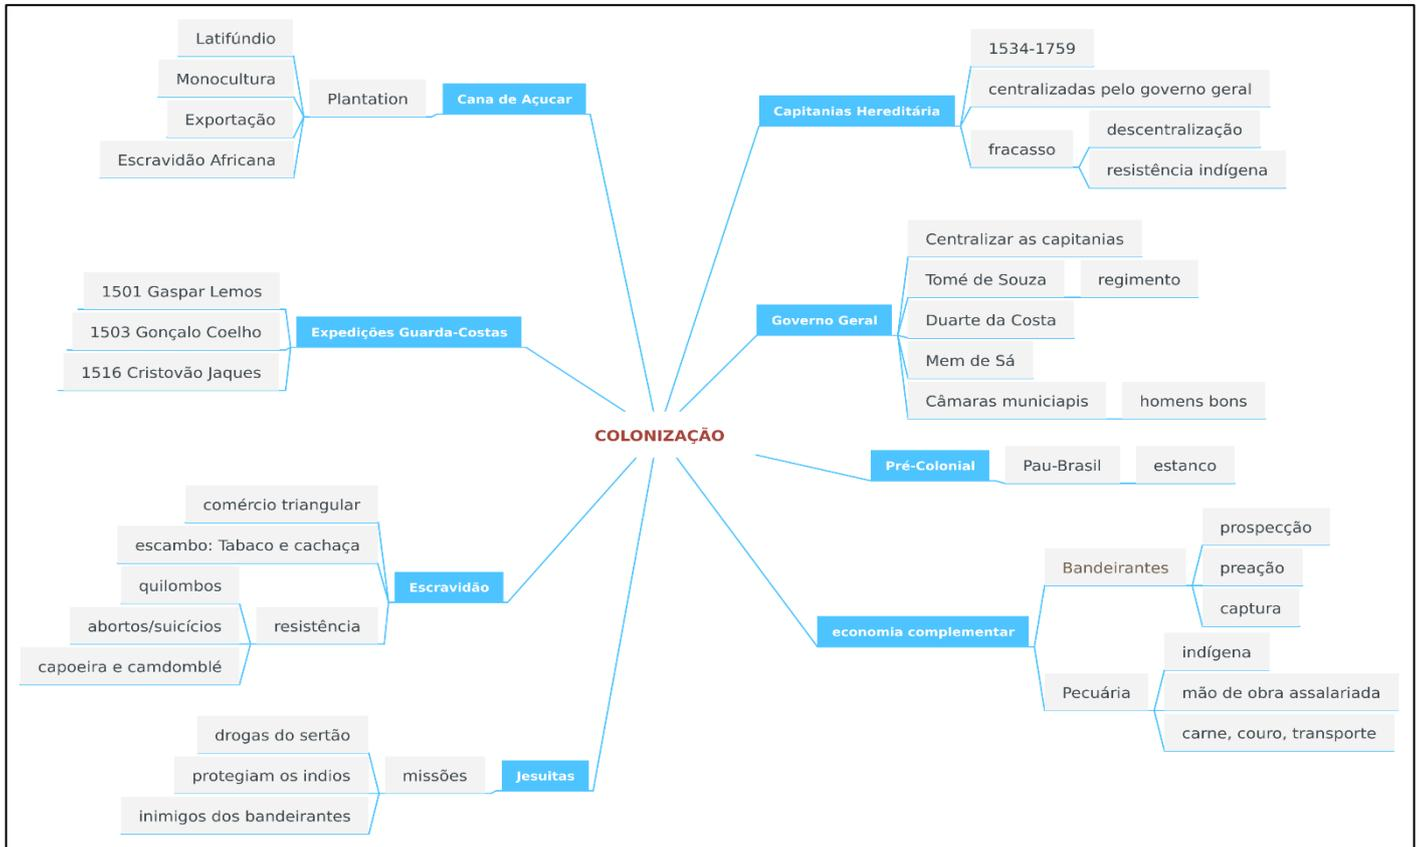 COLONIZAÇÃO
Cana de Açucar
Plantation
Latifúndio
Monocultura
Exportação
Escravidão Africana
Expedições Guarda-Costas
1501 Gaspar Lemos
1503 Gonçalo Coelho
1516 Cristovão Jaques
Escravidão
comércio triangular
escambo: Tabaco e cachaça
resistência
quilombos
abortos/suicícios
capoeira e camdomblé
Jesuitas
missões
drogas do sertão
protegiam os indios
inimigos dos bandeirantes
Capitanias Hereditária
1534-1759
centralizadas pelo governo geral
fracasso
descentralização
resistência indígena
Governo Geral
Centralizar as capitanias
Tomé de Souza
regimento
Duarte da Costa
Mem de Sá
Câmaras municiapis
homens bons
Pré-Colonial
Pau-Brasil
estanco
economia complementar
Bandeirantes
prospecção
preação
captura
Pecuária
indígena
mão de obra assalariada
carne, couro, transporte